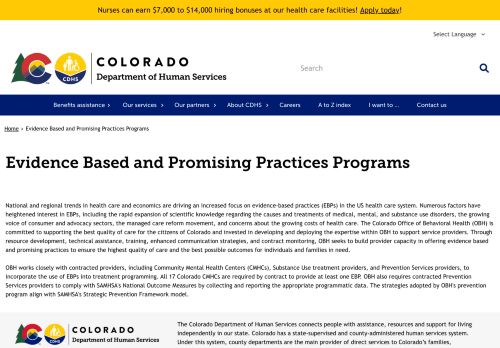 Nurses can earn $7,000 to $14,000 hiring bonuses at our health care facilities! Apply today!
Select Language
COLORADO
Department of Human Services
CDHS
Search
Benefits assistance
Our services
Our partners
About CDHS
Careers
A to Z index
I want to ...
Contact us
Home › Evidence Based and Promising Practices Programs
Evidence Based and Promising Practices Programs
National and regional trends in health care and economics are driving an increased focus on evidence-based practices (EBPs) in the US health care system. Numerous factors have
heightened interest in EBPs, including the rapid expansion of scientific knowledge regarding the causes and treatments of medical, mental, and substance use disorders, the growing
voice of consumer and advocacy sectors, the managed care reform movement, and concerns about the growing costs of health care. The Colorado Office of Behavioral Health (OBH) is
committed to supporting the best quality of care for the citizens of Colorado and invested in developing and deploying the expertise within OBH to support service providers. Through
resource development, technical assistance, training, enhanced communication strategies, and contract monitoring, OBH seeks to build provider capacity in offering evidence based
and promising practices to ensure the highest quality of care and the best possible outcomes for individuals and families in need.
OBH works closely with contracted providers, including Community Mental Health Centers (CMHCs), Substance Use treatment providers, and Prevention Services providers, to
incorporate the use of EBPs into treatment programming. All 17 Colorado CMHCs are required by contract to provide at least one EBP. OBH also requires contracted Prevention
Services providers to comply with SAMHSA's National Outcome Measures by collecting and reporting the appropriate programmatic data. The strategies adopted by OBH's prevention
program align with SAMHSA's Strategic Prevention Framework model.
COLORADO
Department of Human Services
CDHS
The Colorado Department of Human Services connects people with assistance, resources and support for living
independently in our state. Colorado has a state-supervised and county-administered human services system.
Under this system, county departments are the main provider of direct services to Colorado's families,